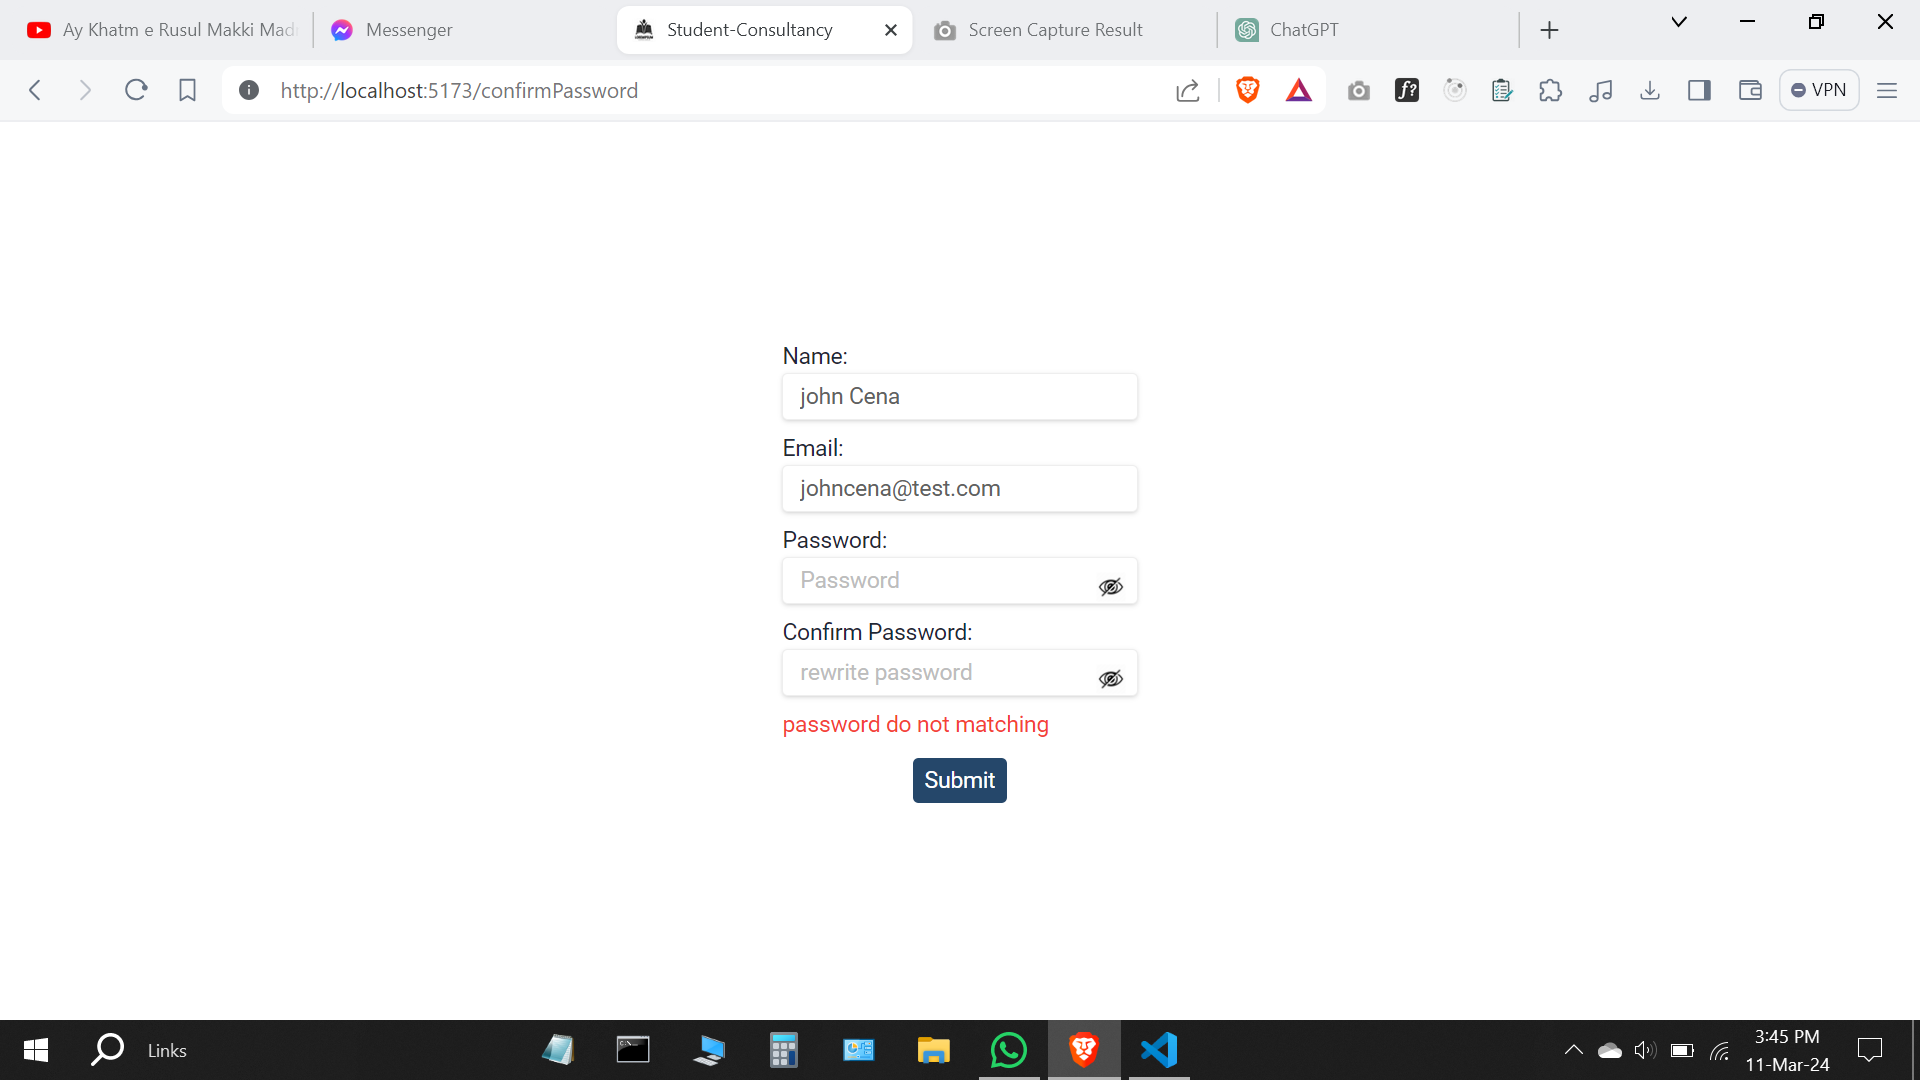 Ay Khatm e Rusul Makki Mad
Messenger
Student-Consultancy
Screen Capture Result
ChatGPT
http://localhost:5173/confirmPassword
f?
VPN
Name:
john Cena
Email:
johncena@test.com
Password:
Password
Confirm Password:
rewrite password
password do not matching
Submit
Links
3:45 PM
11-Mar-24